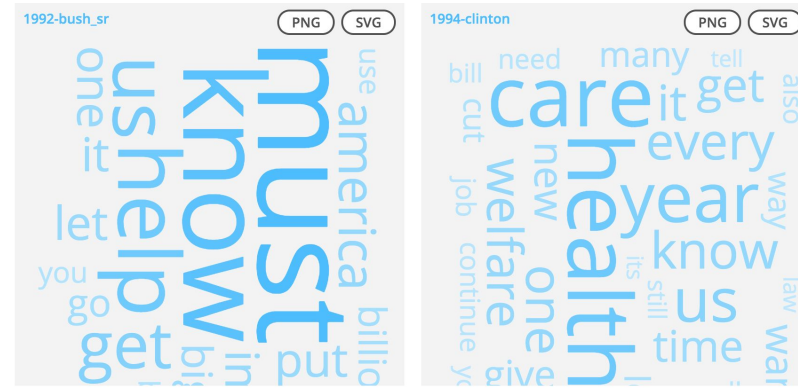 1992-bush_sr
PNG
SVG
one
us
know
must
use
america
it
help
let
you
go
get
in
put
1994-clinton
PNG
SVG
bill
need
many
tell
cut
care
it
get
also
job
welfare
new
health
every
year
way
continue
one
its
know
still
us
law
give
time